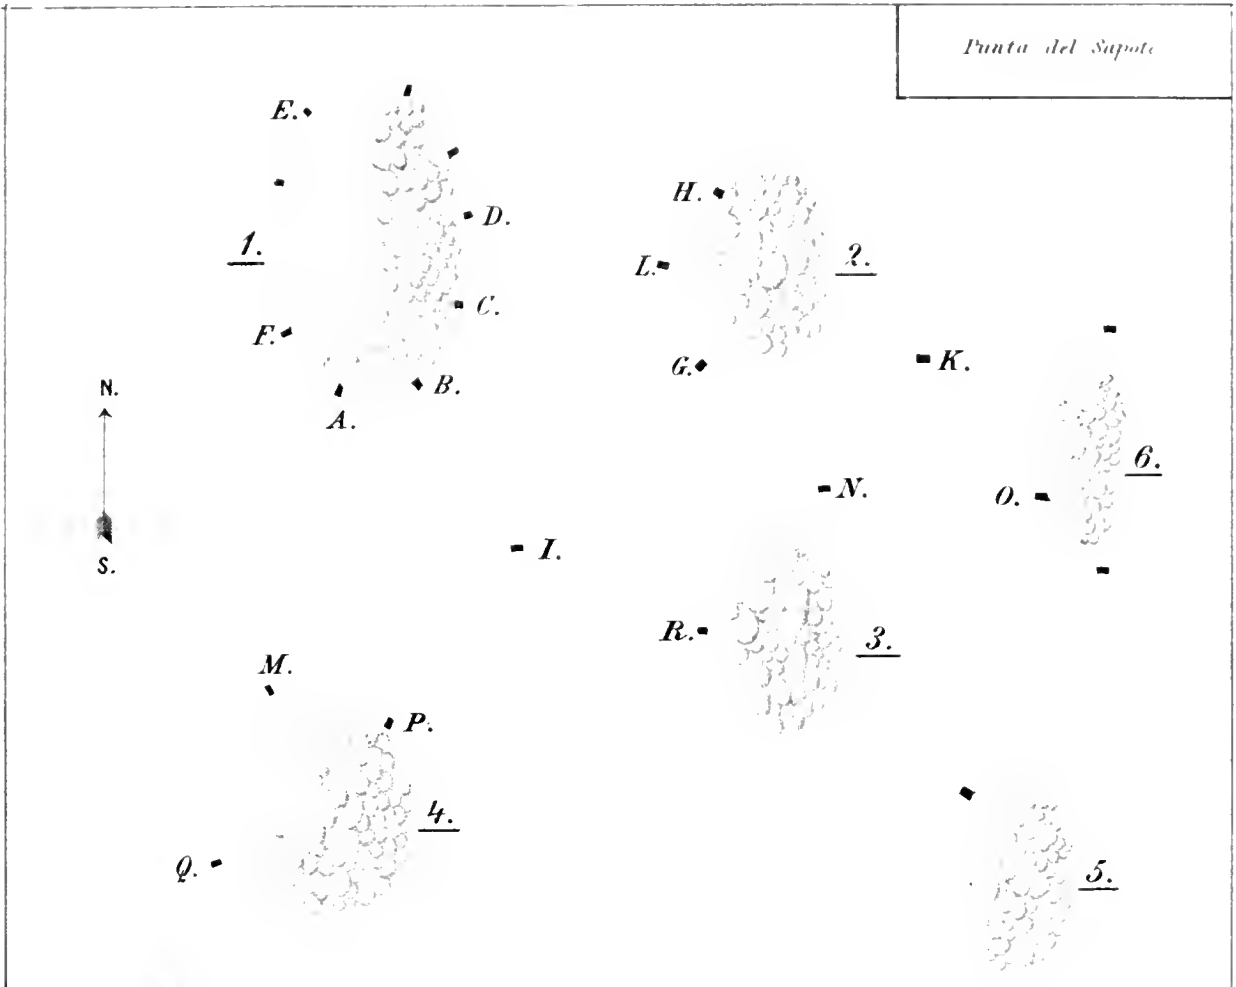 Punta del Sapote
E.
H.
D.
1.
L.
2.
C.
F.
G.
K.
N.
B.
A.
6.
N.
O.
S.
I.
R.
3.
M.
P.
4.
Q.
5.